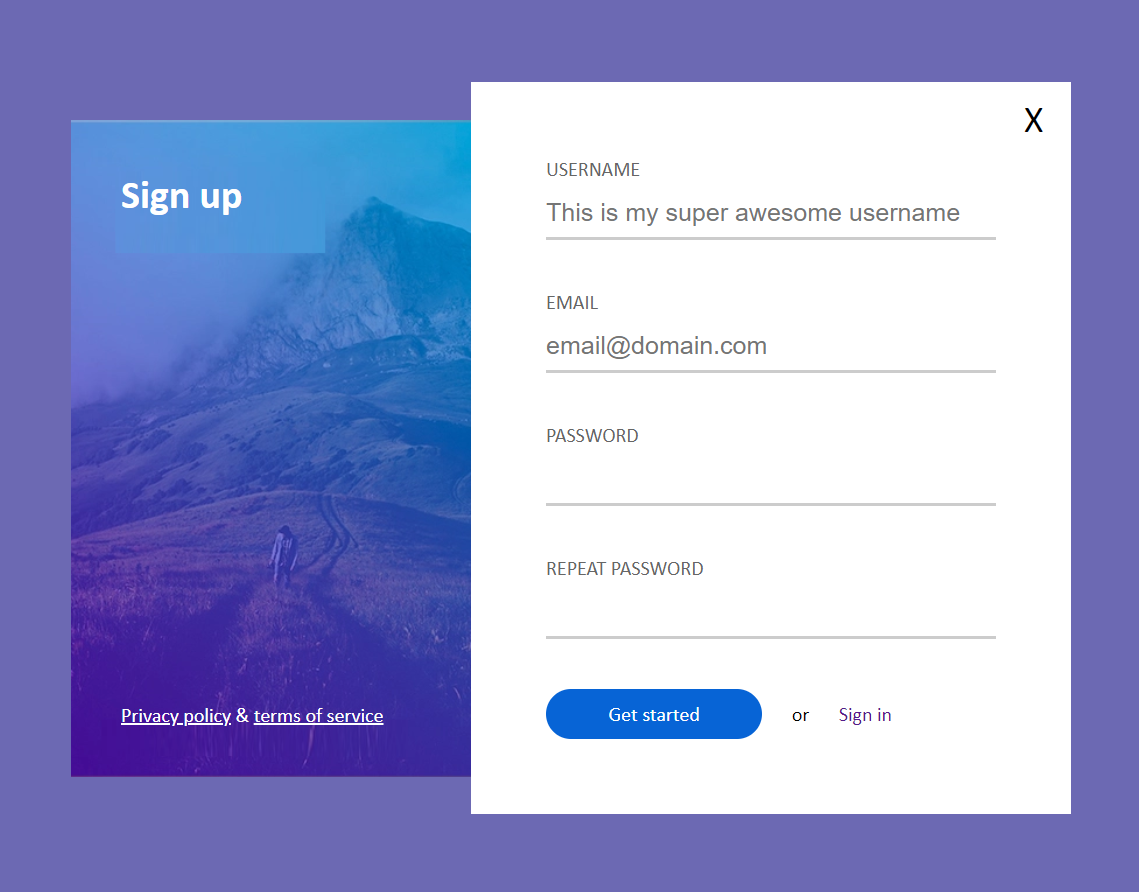 Sign up
Privacy policy & terms of service
X
USERNAME
This is my super awesome username
EMAIL
email@domain.com
PASSWORD
REPEAT PASSWORD
Get started or Sign in